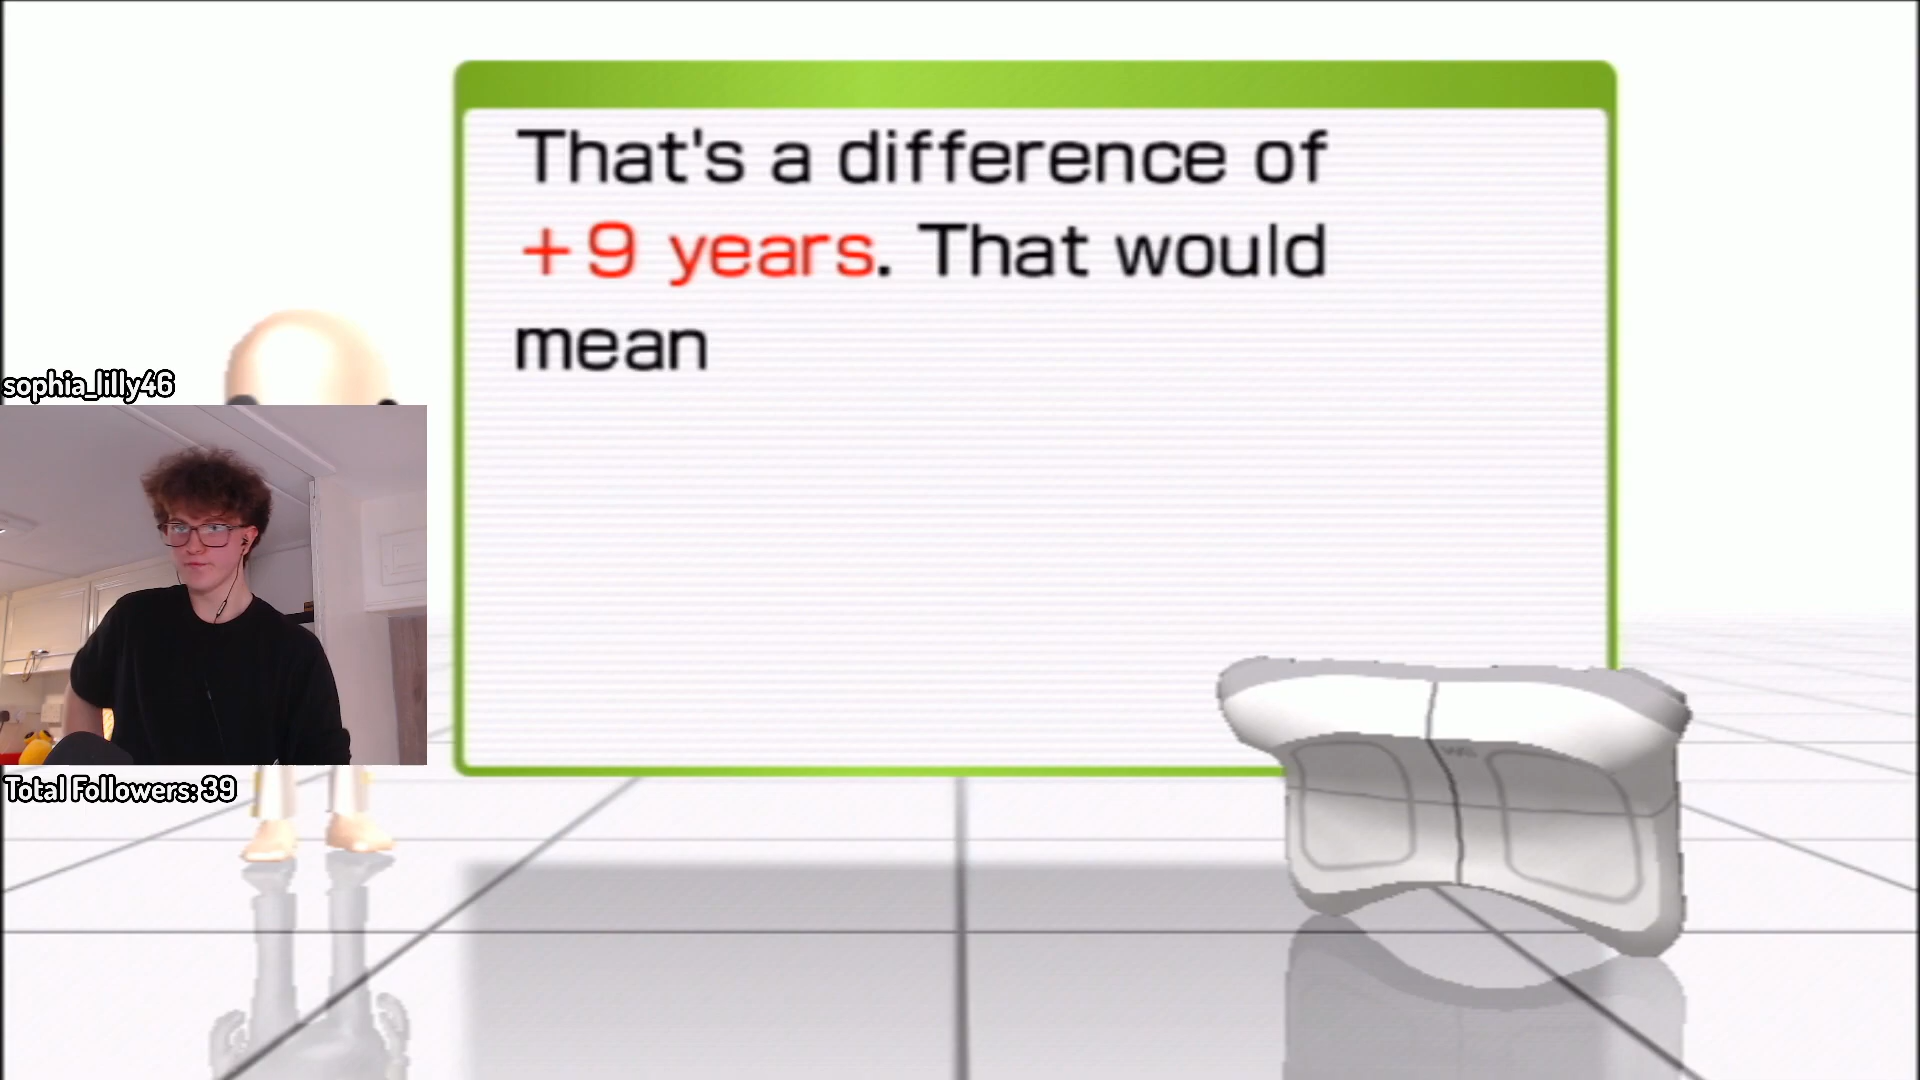 That's a difference of
+9 years. That would
mean
sophia_lilly46
Total Followers: 39